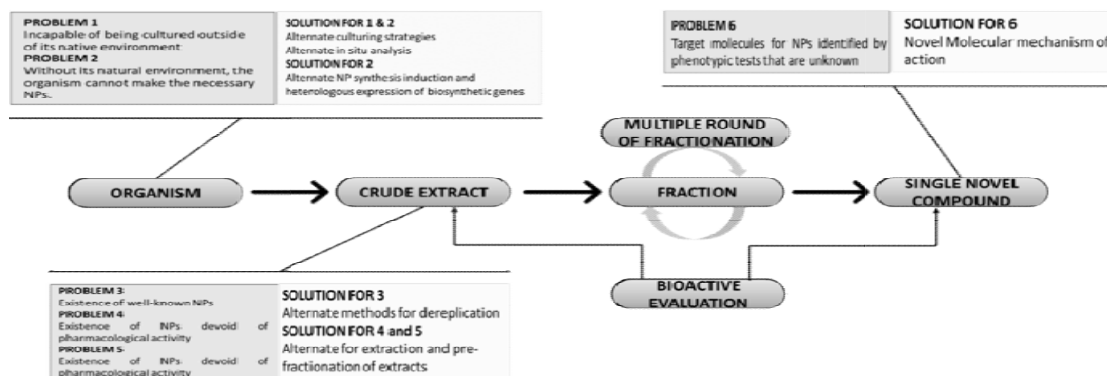 PROBLEM 1
Incapable of being cultured outside
of its native environment
PROBLEM 2
Without its natural environment, the
organism cannot make the necessary
NPs.
SOLUTION FOR 1 & 2
Alternate culturing strategies
Alternate in situ analysis
SOLUTION FOR 2
Alternate NP synthesis induction and
heterologous expression of biosynthetic genes
PROBLEM 6
Target molecules for NPs identified by
phenotypic tests that are unknown
SOLUTION FOR 6
Novel Molecular mechanism of
action
MULTIPLE ROUND
OF FRACTIONATION
ORGANISM
CRUDE EXTRACT
FRACTION
SINGLE NOVEL
COMPOUND
BIOACTIVE
EVALUATION
PROBLEM 3:
Existence of well-known NPs
PROBLEM 4:
Existence of NPs devoid of
pharmacological activity
PROBLEM 5:
Existence of NPs devoid of
pharmacological activity
SOLUTION FOR 3
Alternate methods for dereplication
SOLUTION FOR 4 and 5
Alternate for extraction and pre-
fractionation of extracts